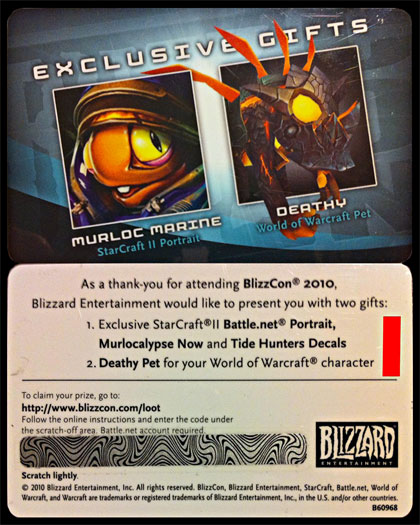 EXCLUSIVE GIFTS
MURLOC MARINE
StarCraft II Portrait
DEATHY
World of Warcraft Pet
As a thank-you for attending BlizzCon® 2010,
Blizzard Entertainment would like to present you with two gifts:
1. Exclusive StarCraft®II Battle.net® Portrait,
Murlocalypse Now and Tide Hunters Decals
2. Deathy Pet for your World of Warcraft® character
To claim your prize, go to:
http://www.blizzcon.com/loot
Follow the online instructions and enter the code under
the scratch-off area. Battle.net account required.
BLIZZARD
ENTERTAINMENT
Scratch lightly.
© 2010 Blizzard Entertainment, Inc. All rights reserved. BlizzCon, Blizzard Entertainment, StarCraft, Battle.net, World of
Warcraft, and Warcraft are trademarks or registered trademarks of Blizzard Entertainment, Inc., in the U.S. and/or other countries.
B60968